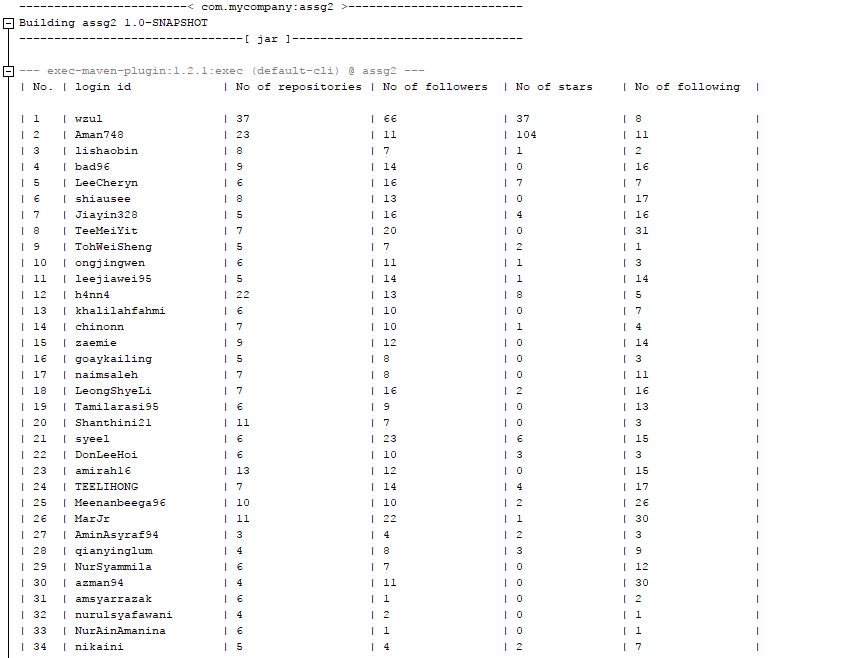 ------------------------< com.mycompany:assg2 >-------------------------
Building assg2 1.0-SNAPSHOT
--------------------------------[ jar ]---------------------------------
--- exec-maven-plugin:1.2.1:exec (default-cli) @ assg2 ---
| No. | login id | No of repositories | No of followers | No of stars | No of following |
| 1 | wzul | 37 | 66 | 37 | 8 |
| 2 | Aman748 | 23 | 11 | 104 | 11 |
| 3 | lishaobin | 8 | 7 | 1 | 2 |
| 4 | bad96 | 9 | 14 | 0 | 16 |
| 5 | LeeCheryn | 6 | 16 | 7 | 7 |
| 6 | shiausee | 8 | 13 | 0 | 17 |
| 7 | Jiayin328 | 5 | 16 | 4 | 16 |
| 8 | TeeMeiYit | 7 | 20 | 0 | 31 |
| 9 | TohWeiSheng | 5 | 7 | 2 | 1 |
| 10 | ongjingwen | 6 | 11 | 1 | 3 |
| 11 | leejiawei95 | 5 | 14 | 1 | 14 |
| 12 | h4nn4 | 22 | 13 | 8 | 5 |
| 13 | khalilahfahmi | 6 | 10 | 0 | 7 |
| 14 | chinonn | 7 | 10 | 1 | 4 |
| 15 | zaemie | 9 | 12 | 0 | 14 |
| 16 | goaykailing | 5 | 8 | 0 | 3 |
| 17 | naimsaleh | 7 | 8 | 0 | 11 |
| 18 | LeongShyeLi | 7 | 16 | 2 | 16 |
| 19 | Tamilarasi95 | 6 | 9 | 0 | 13 |
| 20 | Shanthini21 | 11 | 7 | 0 | 3 |
| 21 | syeel | 6 | 23 | 6 | 15 |
| 22 | DonLeeHoi | 6 | 10 | 3 | 3 |
| 23 | amirah16 | 13 | 12 | 0 | 15 |
| 24 | TEELIHONG | 7 | 14 | 4 | 17 |
| 25 | Meenanbeega96 | 10 | 10 | 2 | 26 |
| 26 | MarJr | 11 | 22 | 1 | 30 |
| 27 | AminAsyraf94 | 3 | 4 | 2 | 3 |
| 28 | qianyinglum | 4 | 8 | 3 | 9 |
| 29 | NurSyammila | 6 | 7 | 0 | 12 |
| 30 | azman94 | 4 | 11 | 0 | 30 |
| 31 | amsyarrazak | 6 | 1 | 0 | 2 |
| 32 | nurulsyafawani | 4 | 2 | 0 | 1 |
| 33 | NurAinAmanina | 6 | 1 | 0 | 1 |
| 34 | nikaini | 5 | 4 | 2 | 7 |